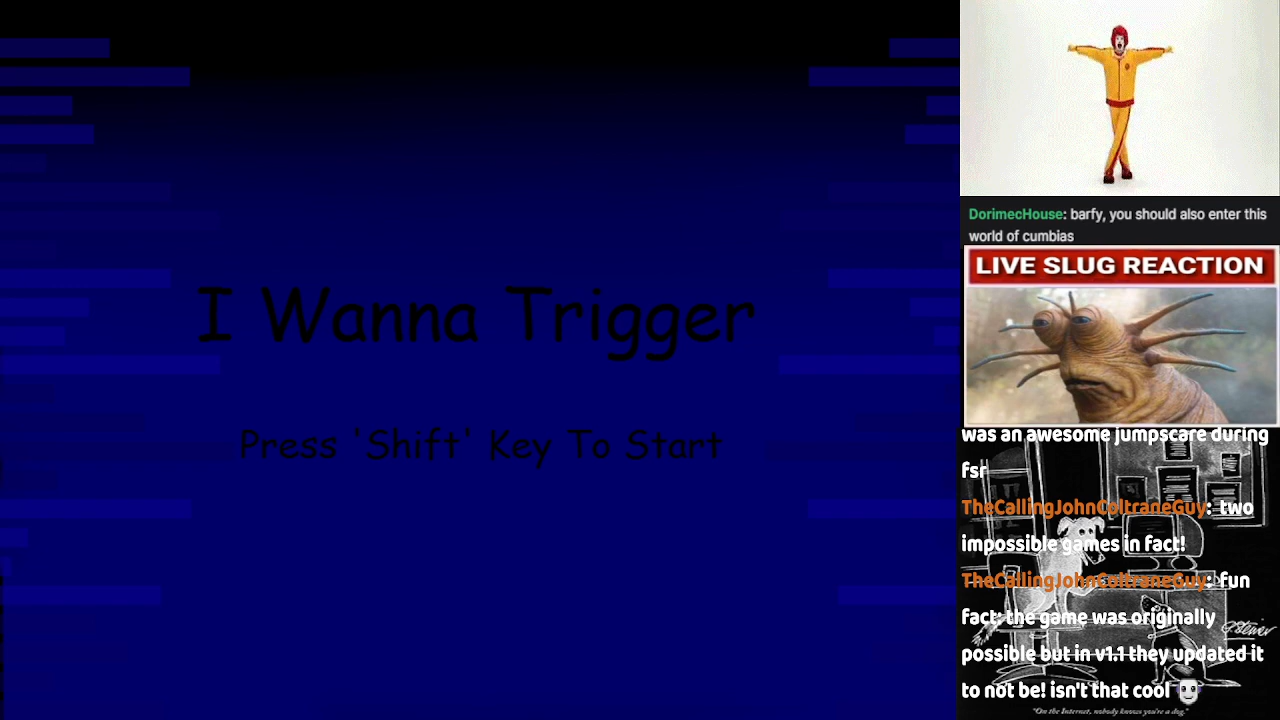 I Wanna Trigger
Press 'Shift' Key To Start
DorimecHouse: barfy, you should also enter this
world of cumbias
LIVE SLUG REACTION
was an awesome jumpscare during
fsr
TheCallingJohnColtraneGuy: two
impossible games in fact!
TheCallingJohnColtraneGuy: fun
fact; the game was originally
possible but in v1.1 they updated it
to not be! isn't that cool
P. Steiner
"On the Internet, nobody knows you're a dog."